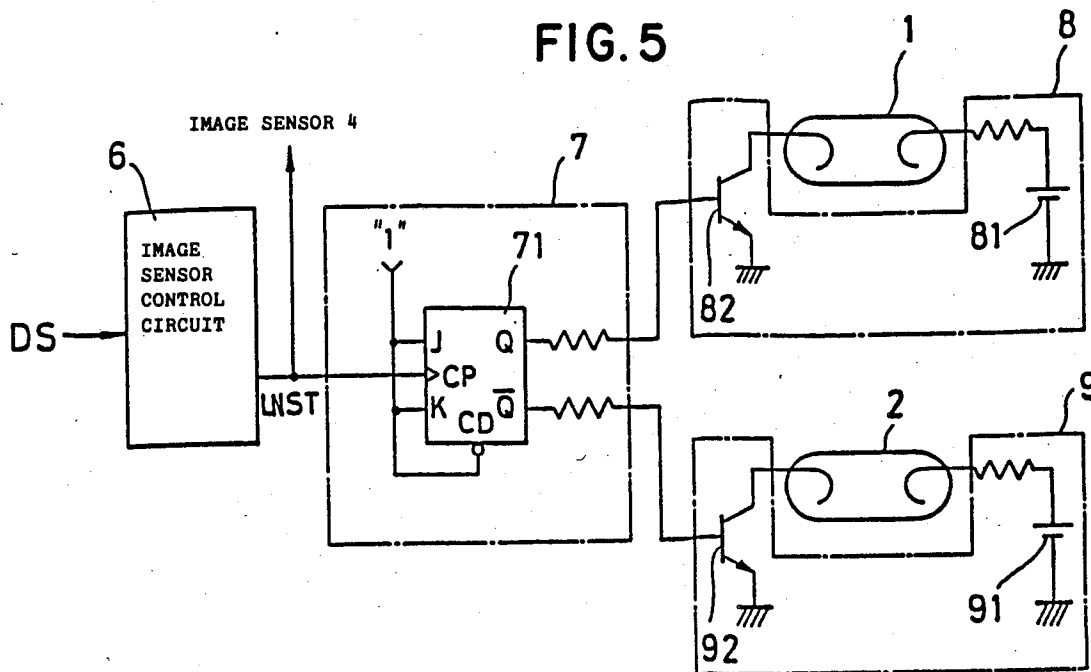 FIG. 5
1
8
IMAGE SENSOR 4
6
7
"1"
IMAGE
SENSOR
CONTROL
CIRCUIT
71
82
81
DS
J Q
CP
K Q̅
CD
LNST
2
9
92
91